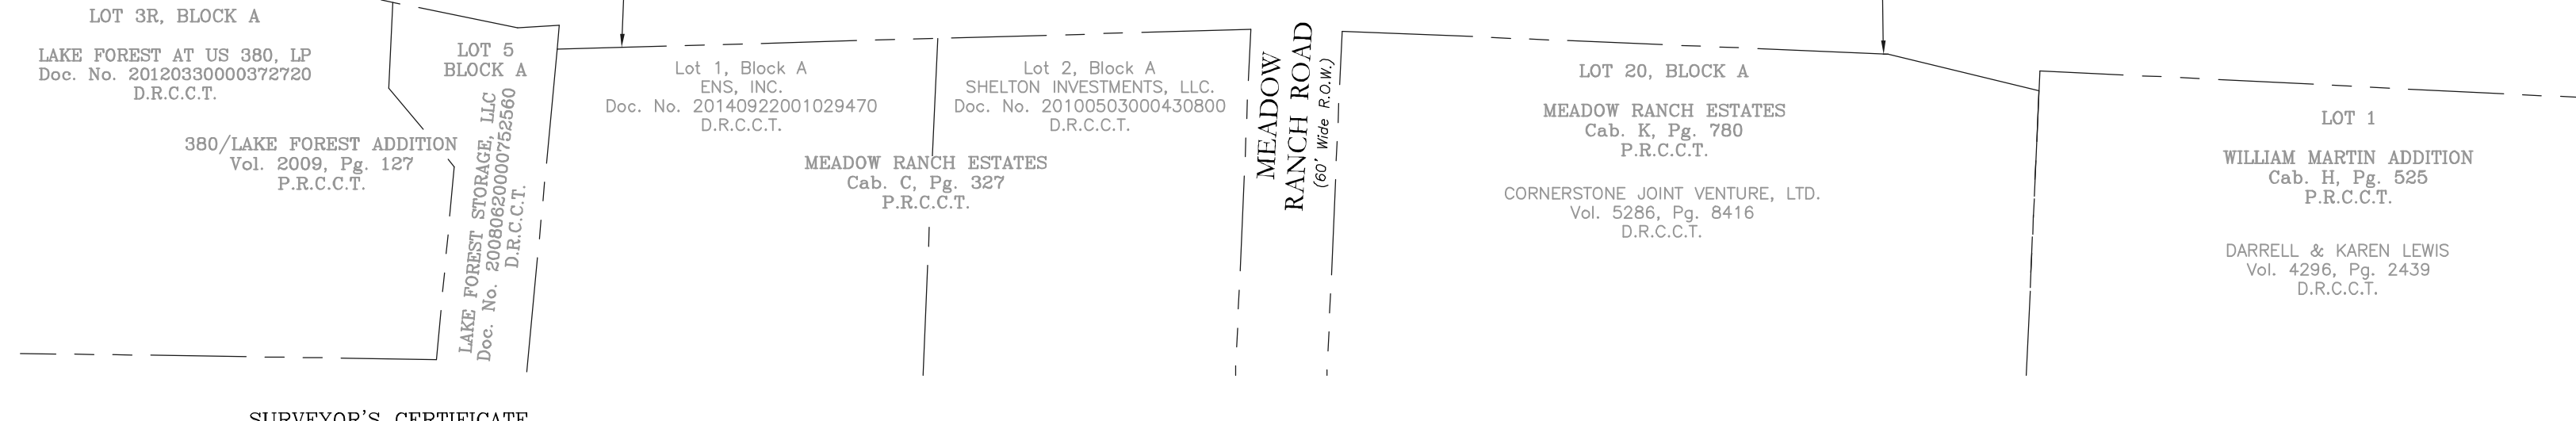 LOT 3R, BLOCK A
LAKE FOREST AT US 380, LP
Doc. No. 20120330000372720
D.R.C.C.T.
380/LAKE FOREST ADDITION
Vol. 2009, Pg. 127
P.R.C.C.T.
LOT 5
BLOCK A
LAKE FOREST STORAGE, LLC
Doc. No. 20080620000752560
D.R.C.C.T.
Lot 1, Block A
ENS, INC.
Doc. No. 20140922001029470
D.R.C.C.T.
Lot 2, Block A
SHELTON INVESTMENTS, LLC.
Doc. No. 20100503000430800
D.R.C.C.T.
MEADOW RANCH ESTATES
Cab. C, Pg. 327
P.R.C.C.T.
MEADOW
RANCH ROAD
(60' Wide R.O.W.)
LOT 20, BLOCK A
MEADOW RANCH ESTATES
Cab. K, Pg. 780
P.R.C.C.T.
CORNERSTONE JOINT VENTURE, LTD.
Vol. 5286, Pg. 8416
D.R.C.C.T.
LOT 1
WILLIAM MARTIN ADDITION
Cab. H, Pg. 525
P.R.C.C.T.
DARRELL & KAREN LEWIS
Vol. 4296, Pg. 2439
D.R.C.C.T.
SURVEYOR'S CERTIFICATE